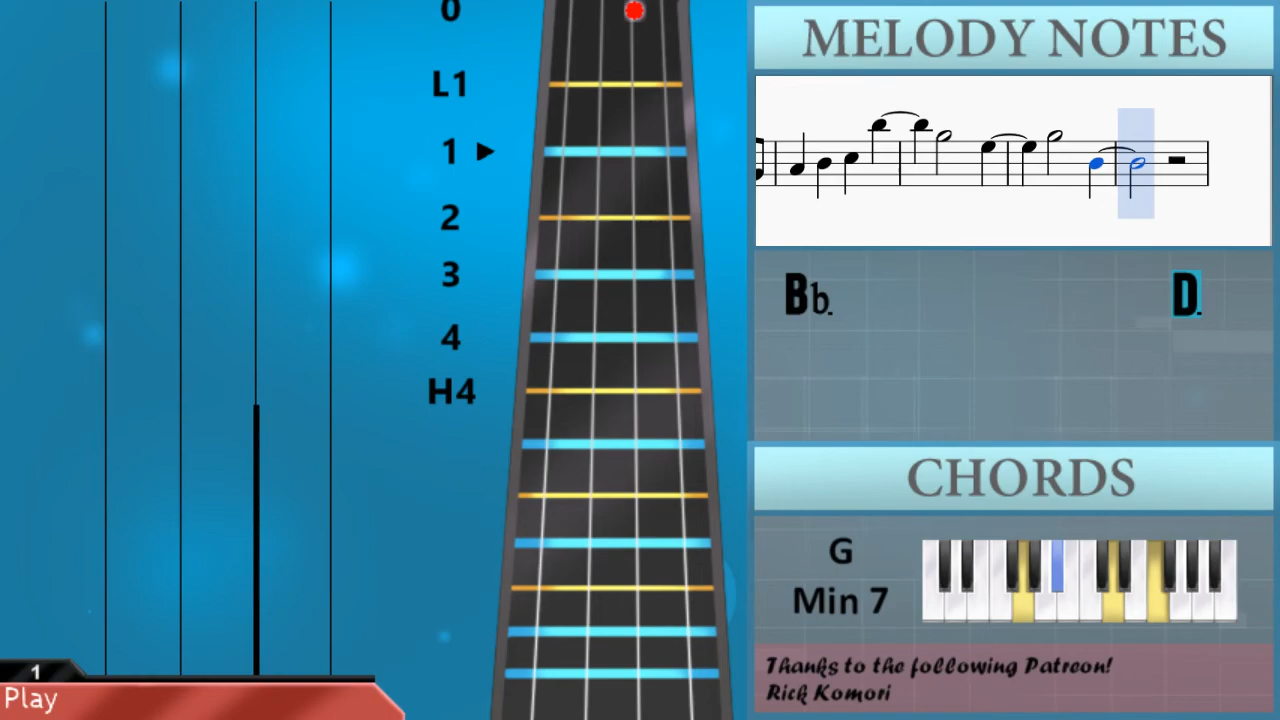 0
L1
1
2
3
4
H4
1
Play
MELODY NOTES
Bb.
D.
CHORDS
G
Min 7
Thanks to the following Patreon!
Rick Komori